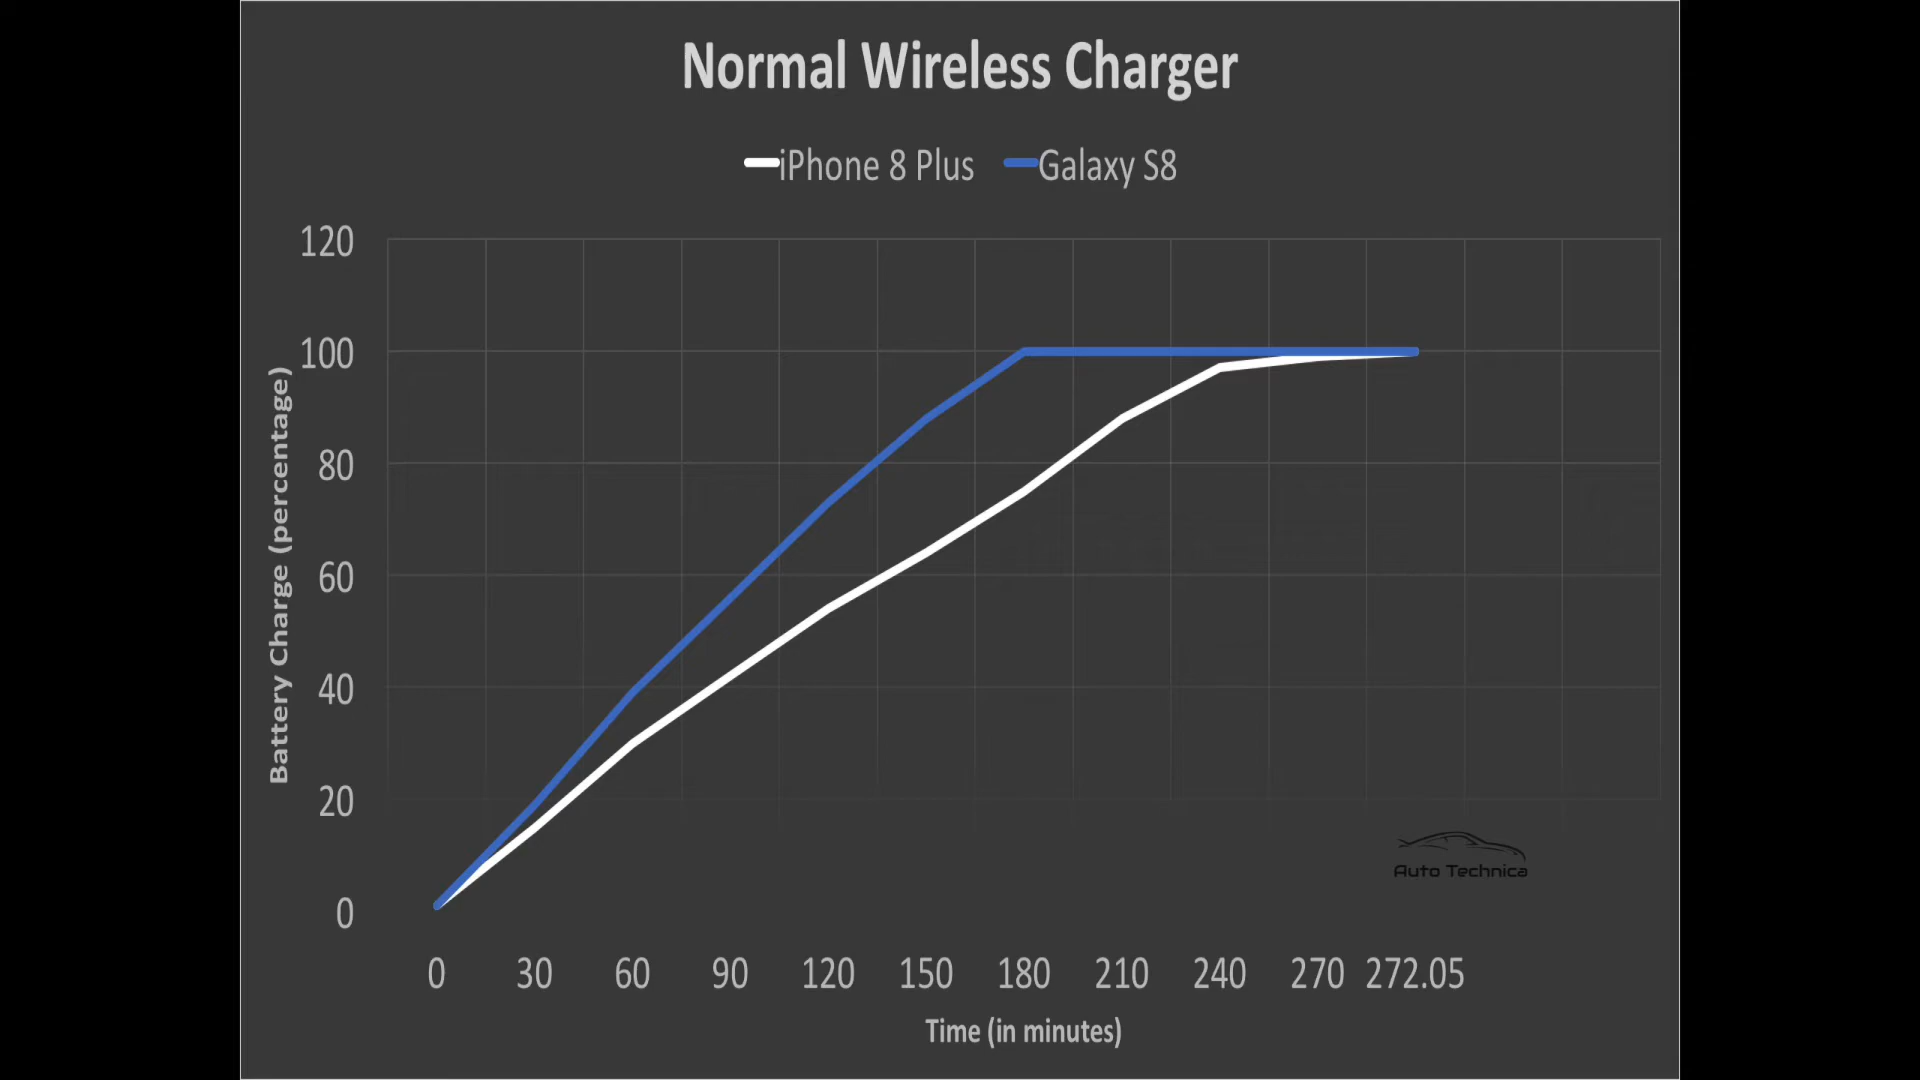 Normal Wireless Charger
iPhone 8 Plus Galaxy S8
120
100
80
60
40
20
0
Battery Charge (percentage)
0 30 60 90 120 150 180 210 240 270 272.05
Time (in minutes)
Auto Technica